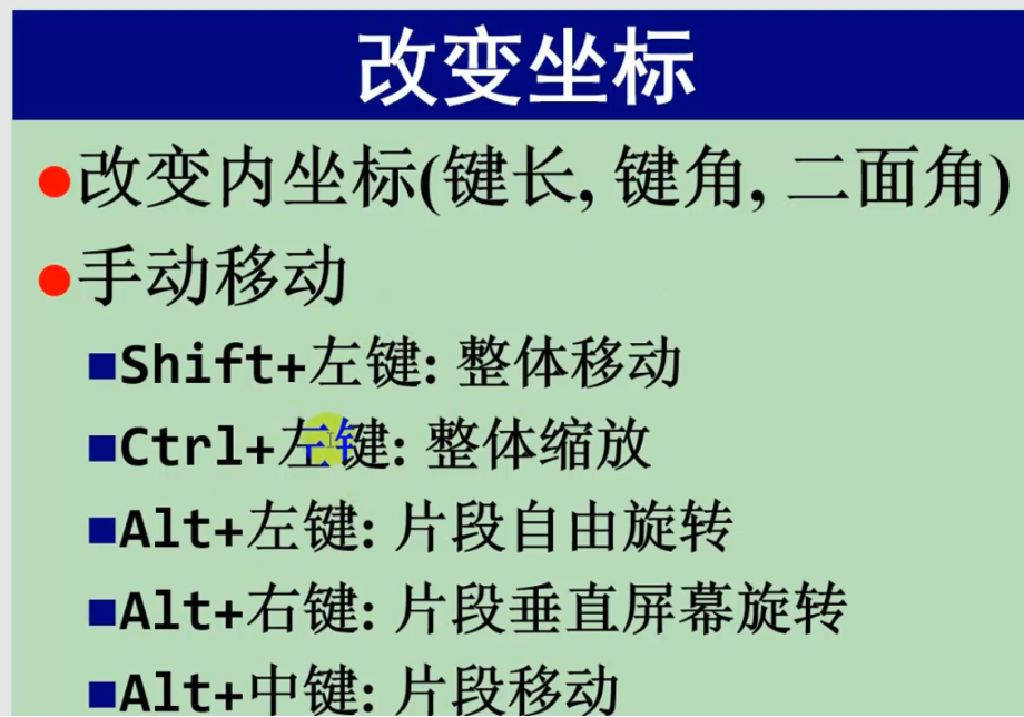 改变坐标
●改变内坐标(键长, 键角, 二面角)
●手动移动
■Shift+左键: 整体移动
■Ctrl+左键: 整体缩放
■Alt+左键: 片段自由旋转
■Alt+右键: 片段垂直屏幕旋转
■Alt+中键: 片段移动